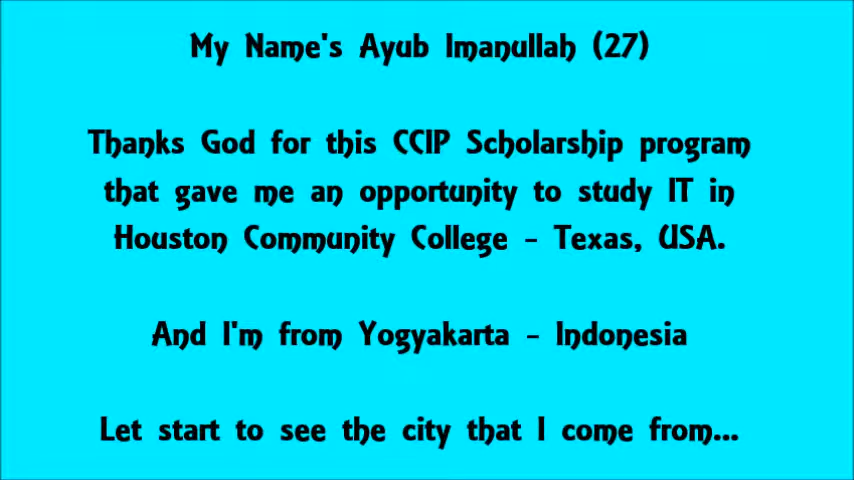 My Name's Ayub Imanullah (27)
Thanks God for this CCIP Scholarship program
that gave me an opportunity to study IT in
Houston Community College - Texas, USA.
And I'm from Yogyakarta - Indonesia
Let start to see the city that I come from...